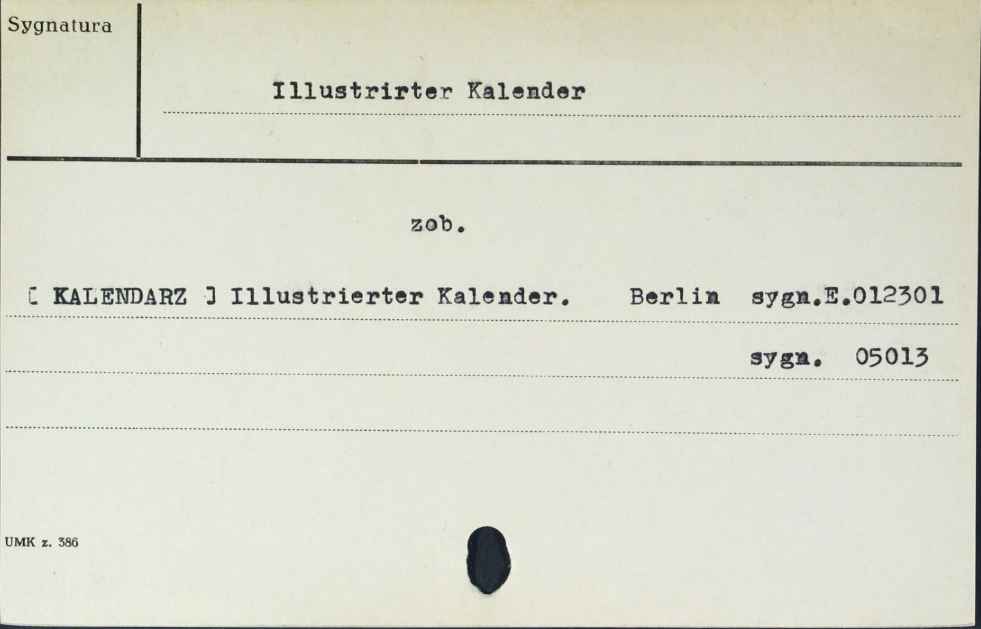 Sygnatura
Illustrirter Kalender
zob.
[ KALENDARZ ] Illustrierter Kalender. Berlin sygn.E.012301
sygn. 05013
UMK z. 386